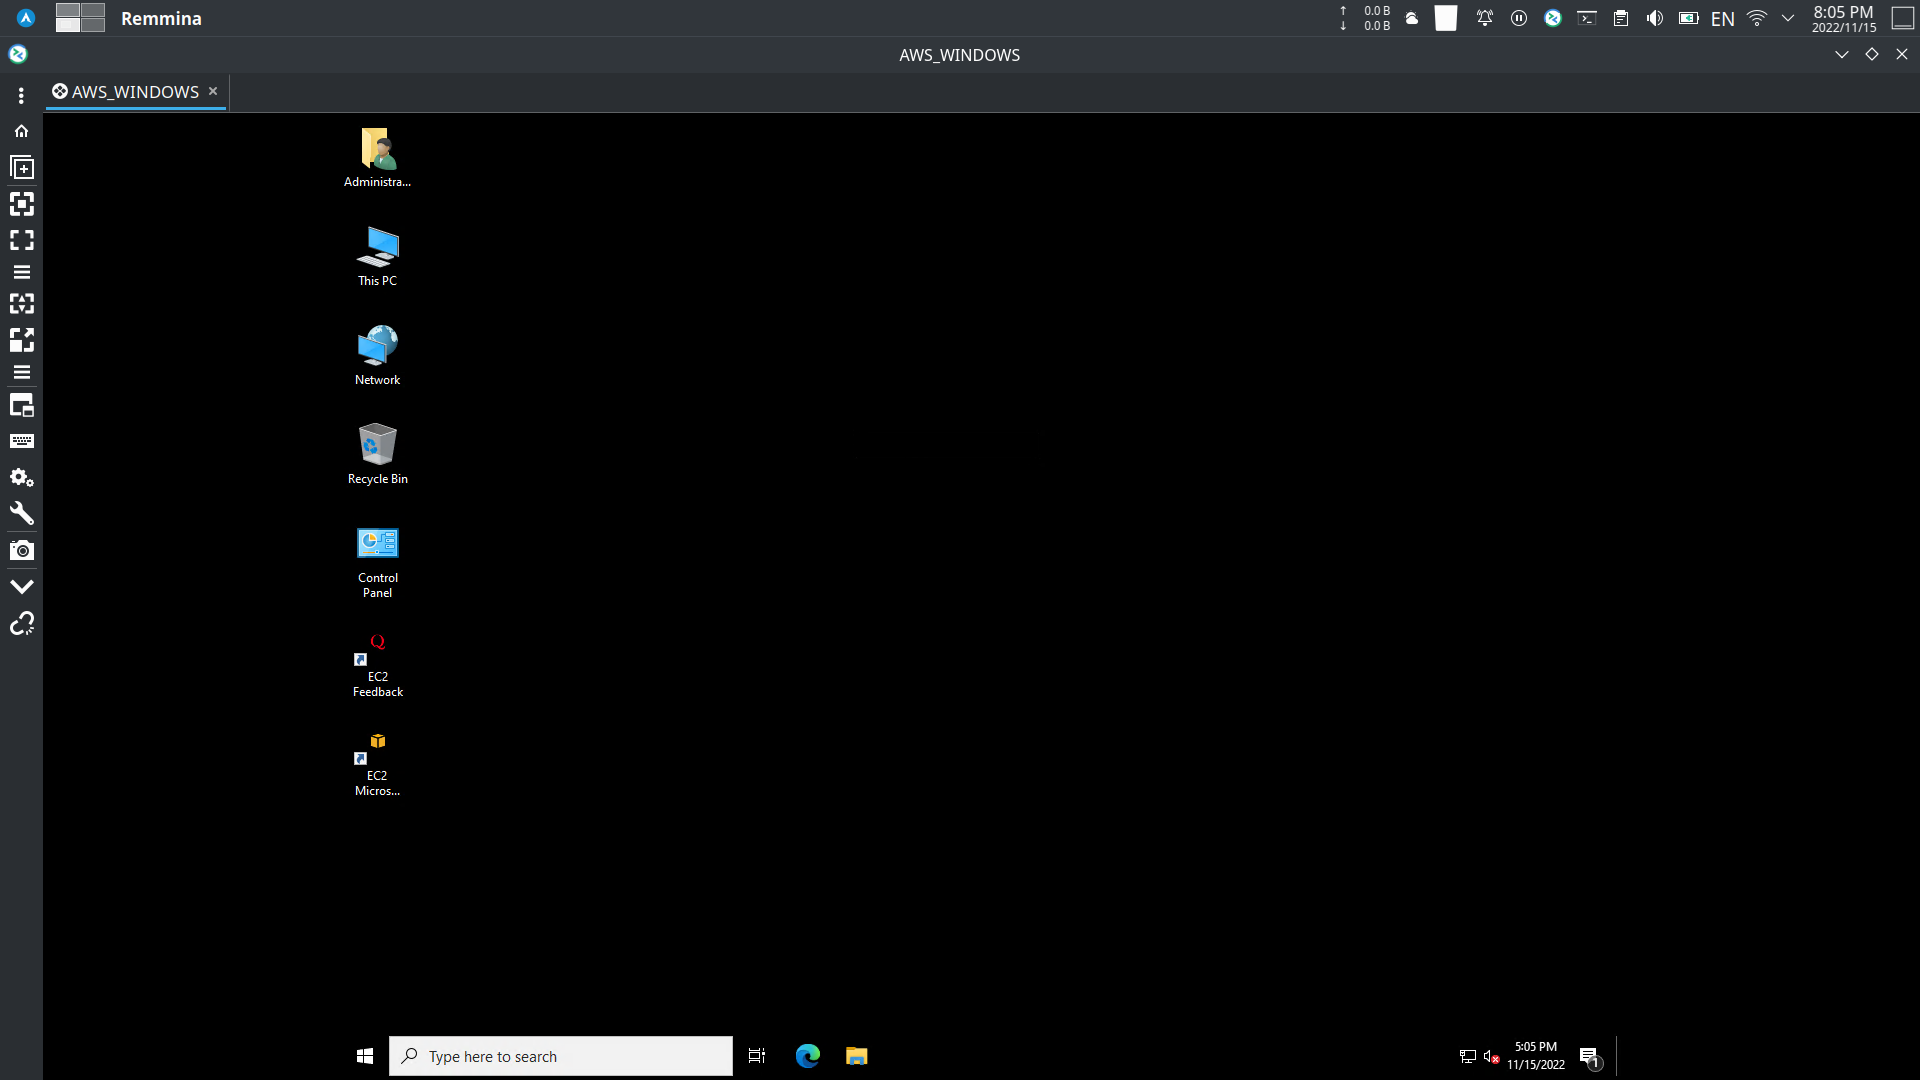 Remmina
0.0 B
0.0 B
EN
8:05 PM
2022/11/15
AWS_WINDOWS
AWS_WINDOWS
Administra...
This PC
Network
Recycle Bin
Control
Panel
Q
EC2
Feedback
EC2
Micros...
Type here to search
5:05 PM
11/15/2022
1